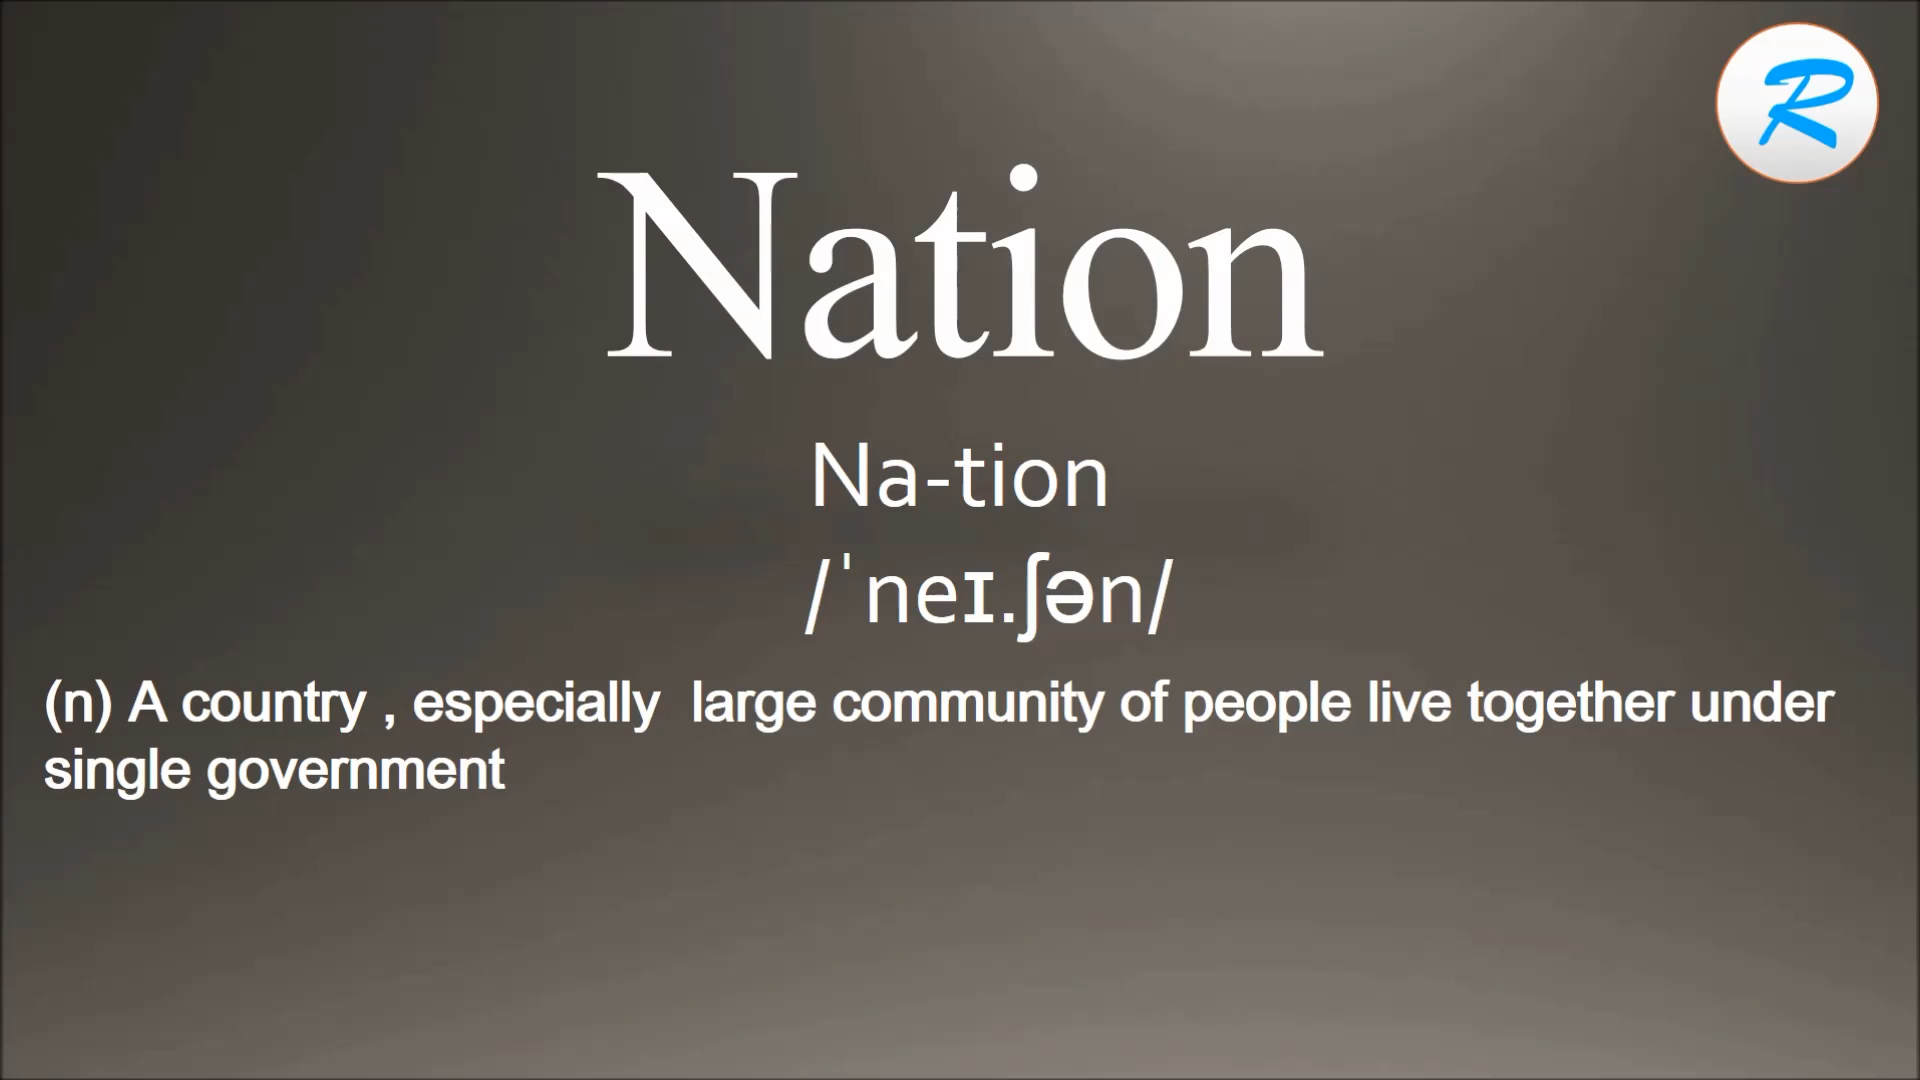 R
Nation
Na-tion
/ˈneɪ.ʃən/
(n) A country , especially  large community of people live together under
single government